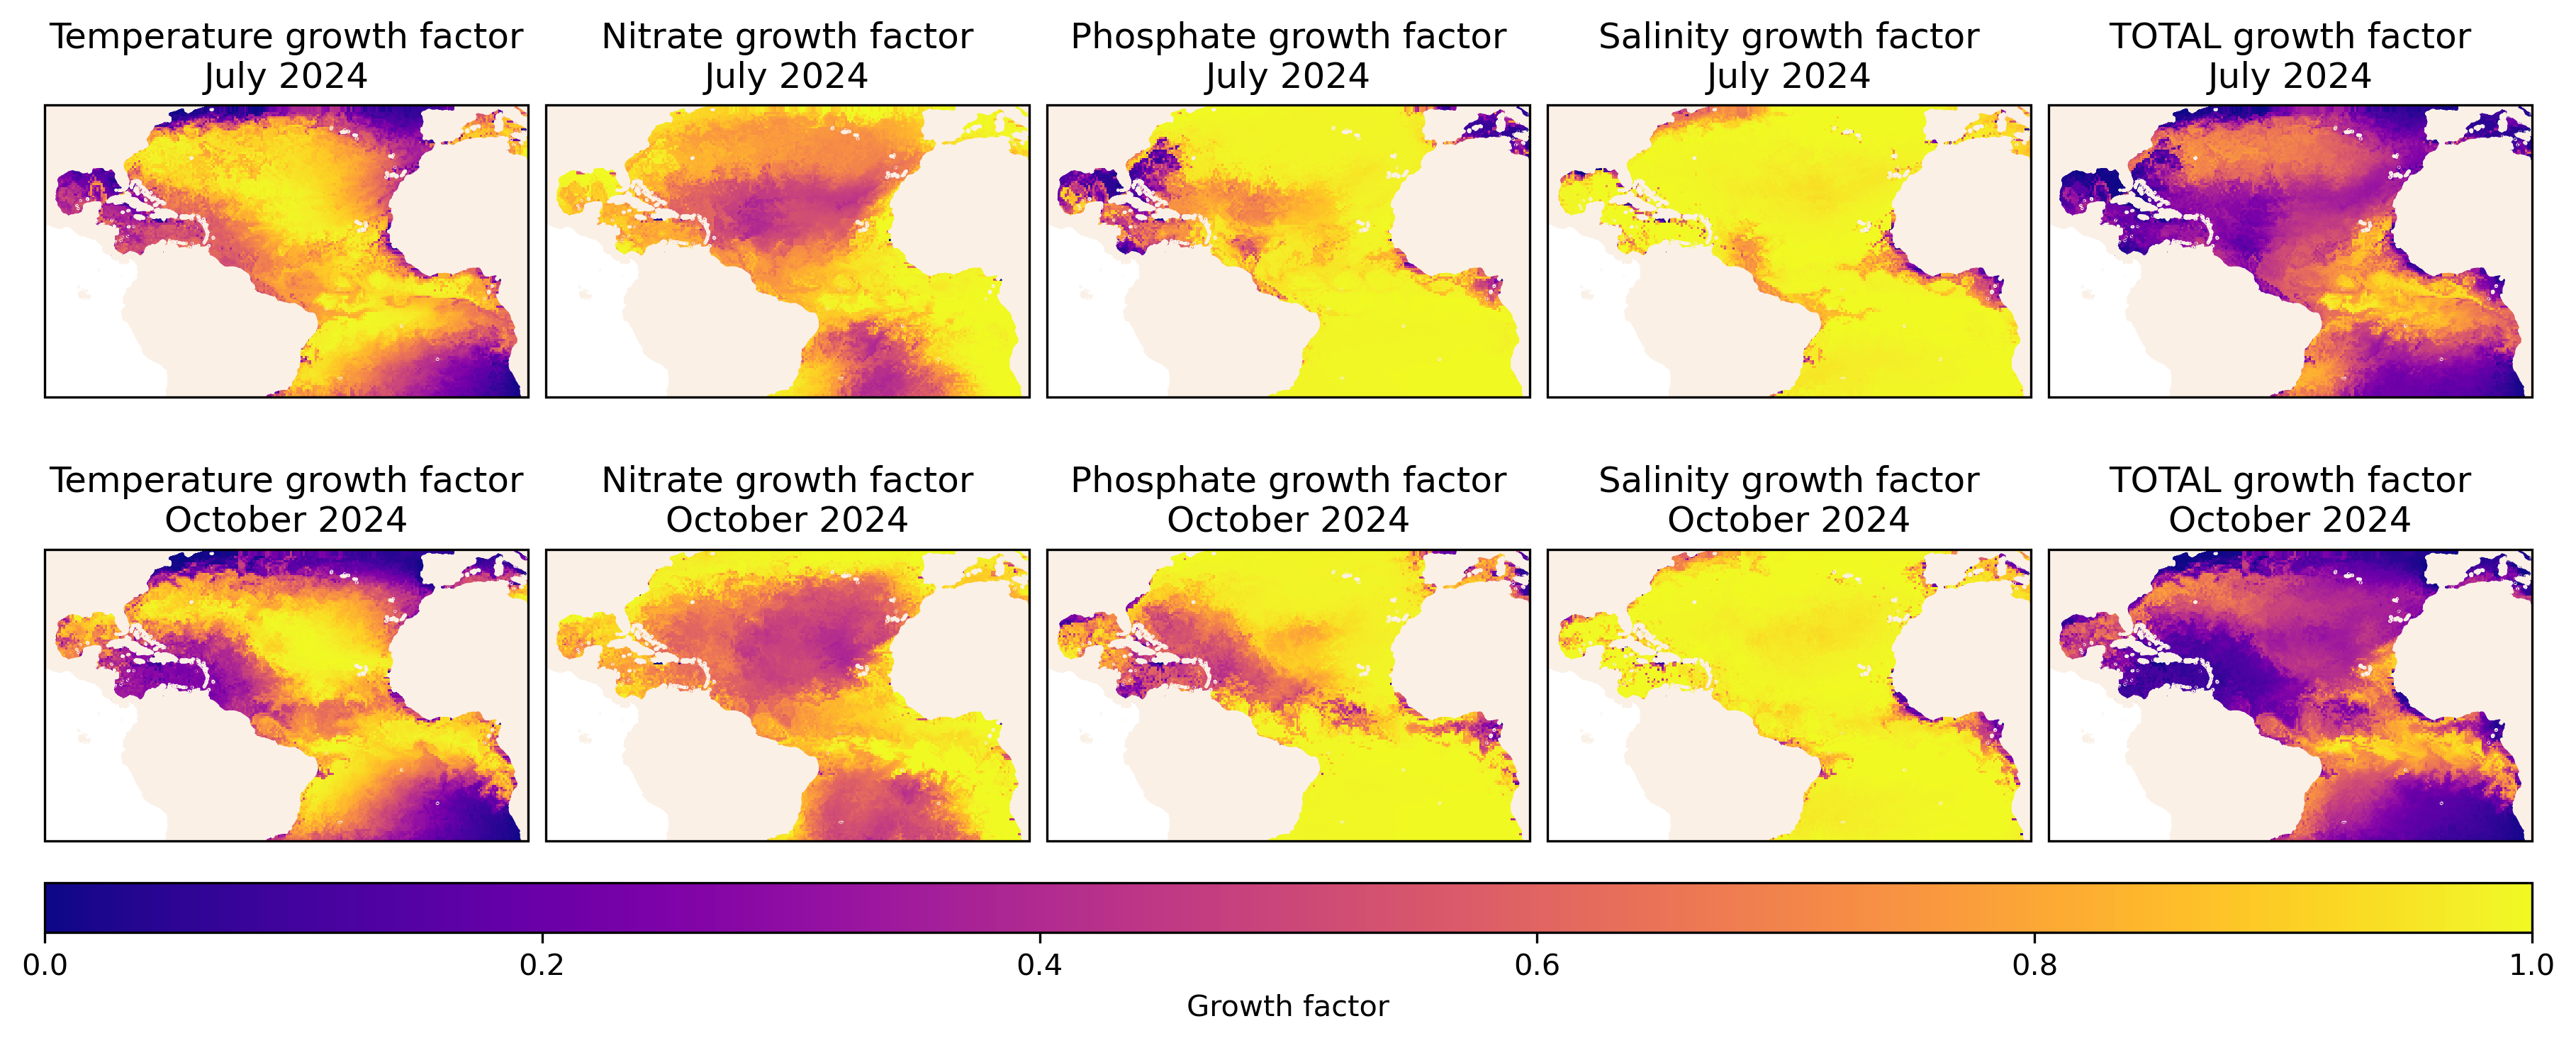 Temperature growth factor
July 2024
Nitrate growth factor
July 2024
Phosphate growth factor
July 2024
Salinity growth factor
July 2024
TOTAL growth factor
July 2024
Temperature growth factor
October 2024
Nitrate growth factor
October 2024
Phosphate growth factor
October 2024
Salinity growth factor
October 2024
TOTAL growth factor
October 2024
0.0
0.2
0.4
0.6
0.8
1.0
Growth factor